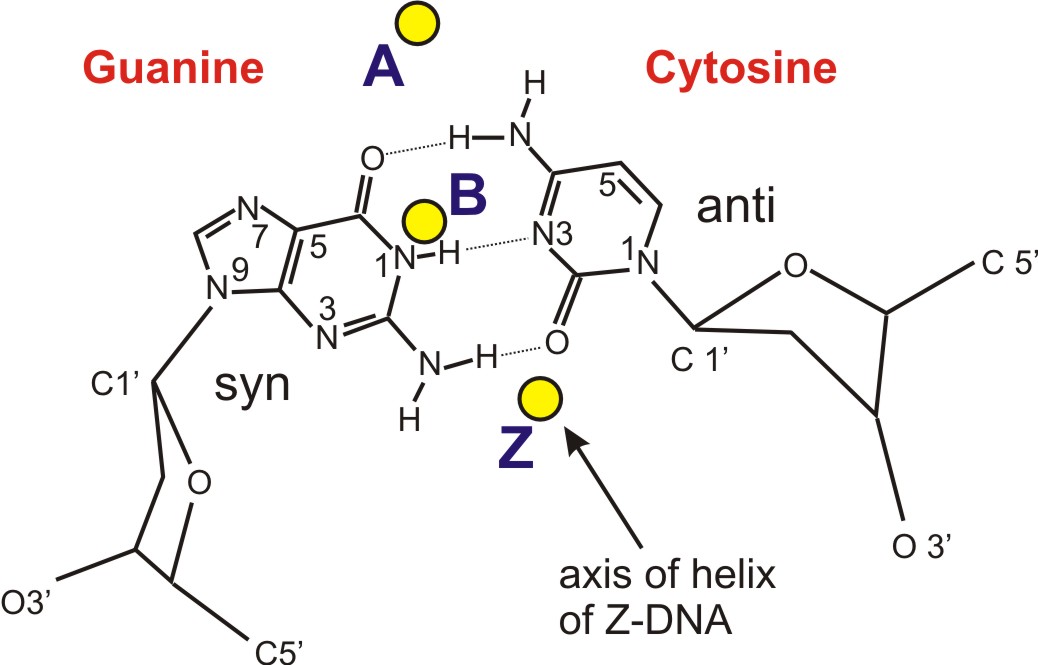 A
Guanine
Cytosine
H
H
N
O
B
5
anti
N
7
5
N
3
H
1
N
1
N
9
N
O
C 5’
3
N
O
C 1’
H
N
C1’
syn
H
Z
O
O 3’
axis of helix
of Z-DNA
O3’
C5’